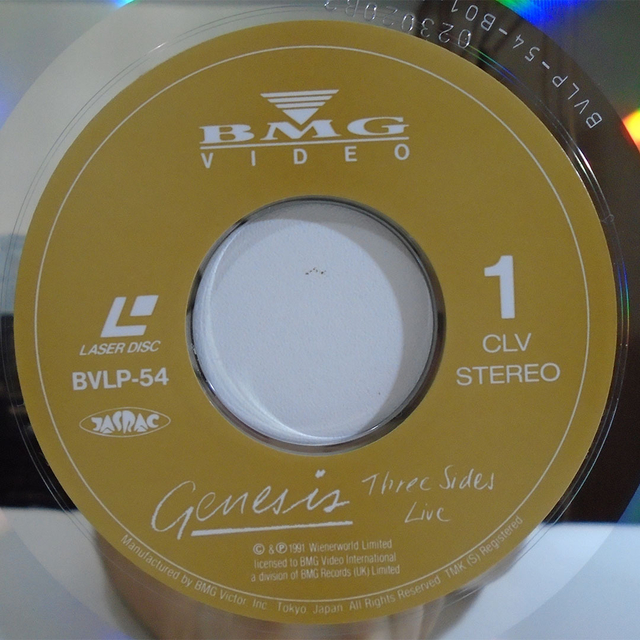 BVLP-54-B01
BMG
VIDEO
1
CLV
STEREO
LASER DISC
BVLP-54
JASRAC
Genesis Three Sides
Live
© & ℗ 1991 Wienerworld Limited
licensed to BMG Video International
a division of BMG Records (UK) Limited
Manufactured by BMG Victor, Inc. Tokyo, Japan. All Rights Reserved. TMK. (S) Registered